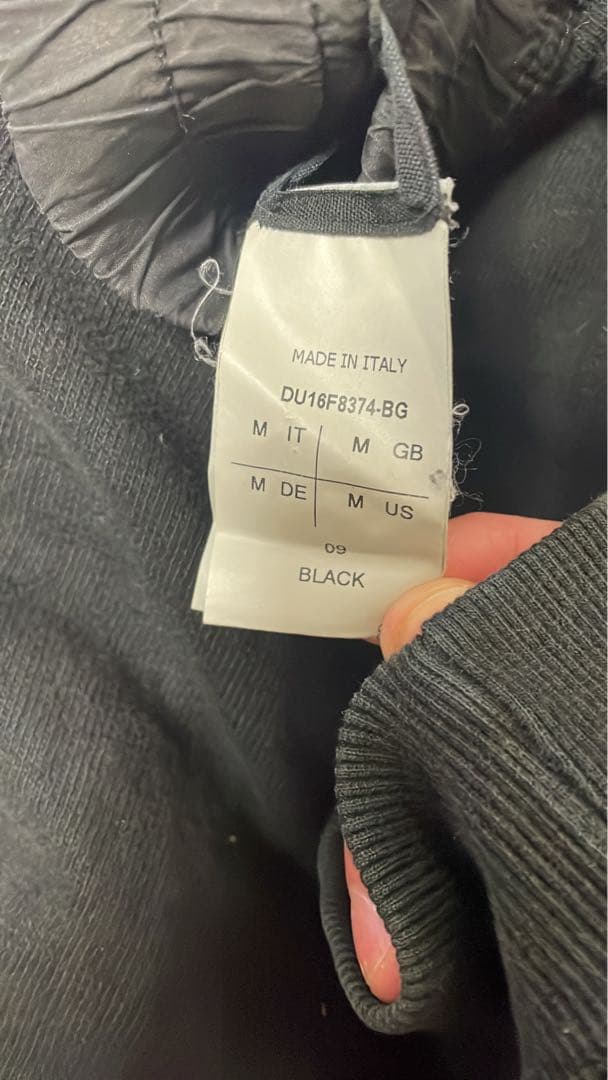 MADE IN ITALY
DU16F8374-BG
M IT M GB
M DE M US
09
BLACK